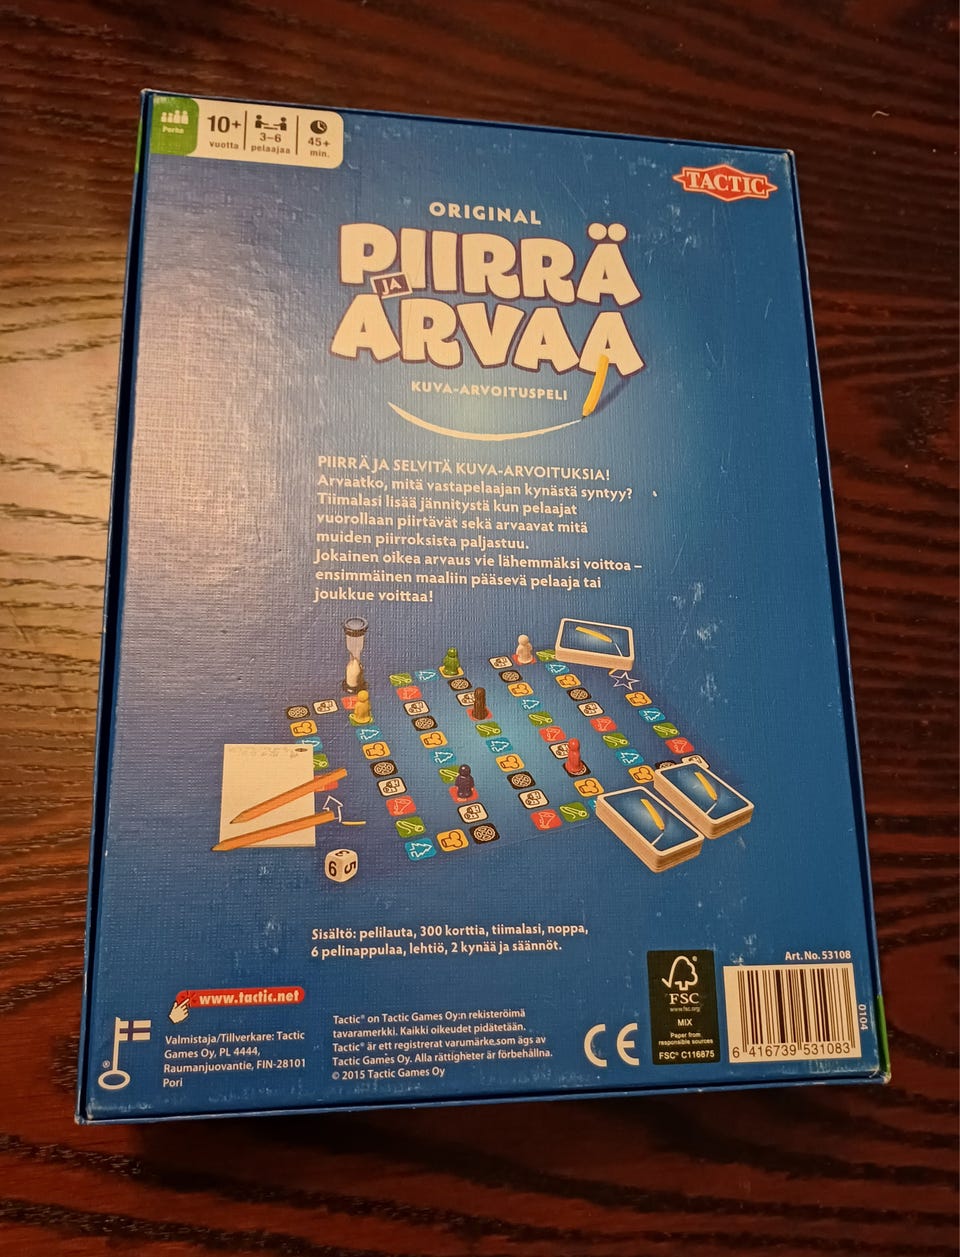 Perhe
10+
vuotta
3–6
pelaajaa
45+
min.
TACTIC
ORIGINAL
PIIRRÄ
JA
ARVAA
KUVA-ARVOITUSPELI
PIIRRÄ JA SELVITÄ KUVA-ARVOITUKSIA!
Arvaatko, mitä vastapelaajan kynästä syntyy?
Tiimalasi lisää jännitystä kun pelaajat
vuorollaan piirtävät sekä arvaavat mitä
muiden piirroksista paljastuu.
Jokainen oikea arvaus vie lähemmäksi voittoa –
ensimmäinen maaliin pääsevä pelaaja tai
joukkue voittaa!
6 5
Sisältö: pelilauta, 300 korttia, tiimalasi, noppa,
6 pelinappulaa, lehtiö, 2 kynää ja säännöt.
www.tactic.net
Valmistaja/Tillverkare: Tactic
Games Oy, PL 4444,
Raumanjuovantie, FIN-28101
Pori
Tactic® on Tactic Games Oy:n rekisteröimä
tavaramerkki. Kaikki oikeudet pidätetään.
Tactic® är ett registrerat varumärke som ägs av
Tactic Games Oy. Alla rättigheter är förbehållna.
© 2015 Tactic Games Oy
CE
FSC
www.fsc.org
MIX
Paper from
responsible sources
FSC® C116875
Art. No. 53108
6 416739 531083
01104